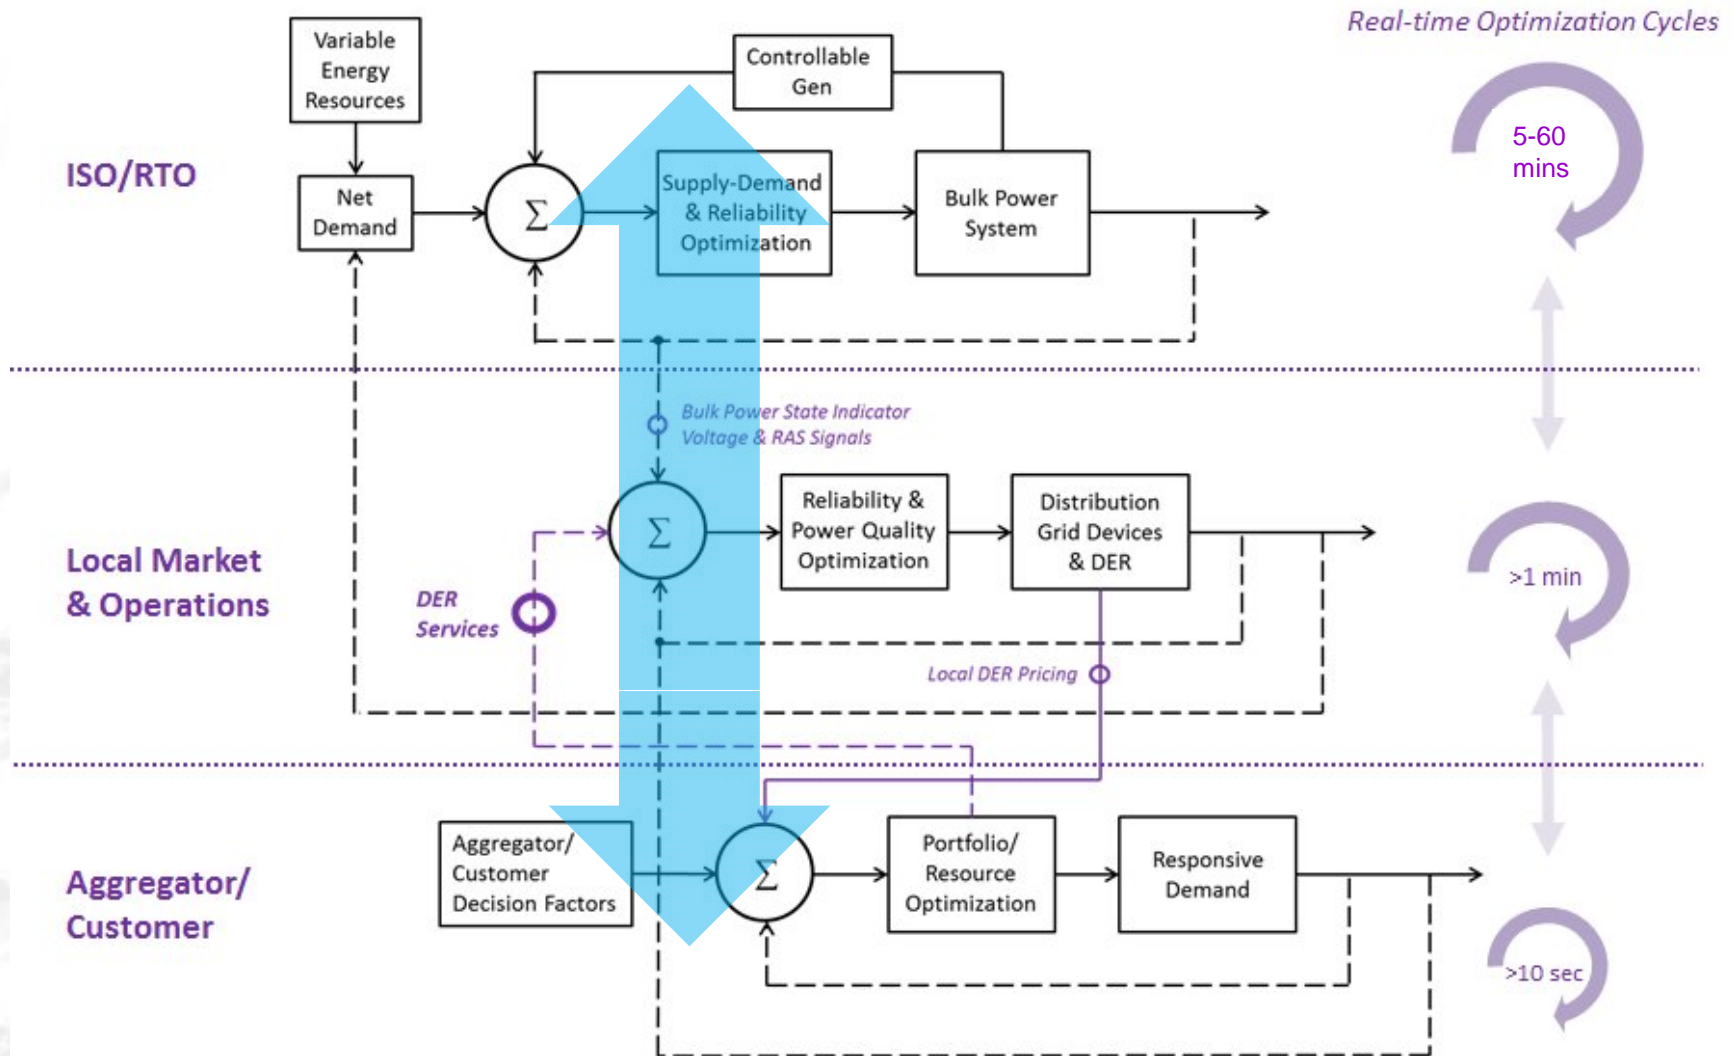 Real-time Optimization Cycles
Variable
Energy
Resources
Controllable
Gen
5-60
mins
ISO/RTO
Net
Demand
Σ
Supply-Demand
& Reliability
Optimization
Bulk Power
System
Bulk Power State Indicator
Voltage & RAS Signals
Local Market
& Operations
DER
Services
Σ
Reliability &
Power Quality
Optimization
Distribution
Grid Devices
& DER
>1 min
Local DER Pricing
Aggregator/
Customer
Aggregator/
Customer
Decision Factors
Σ
Portfolio/
Resource
Optimization
Responsive
Demand
>10 sec